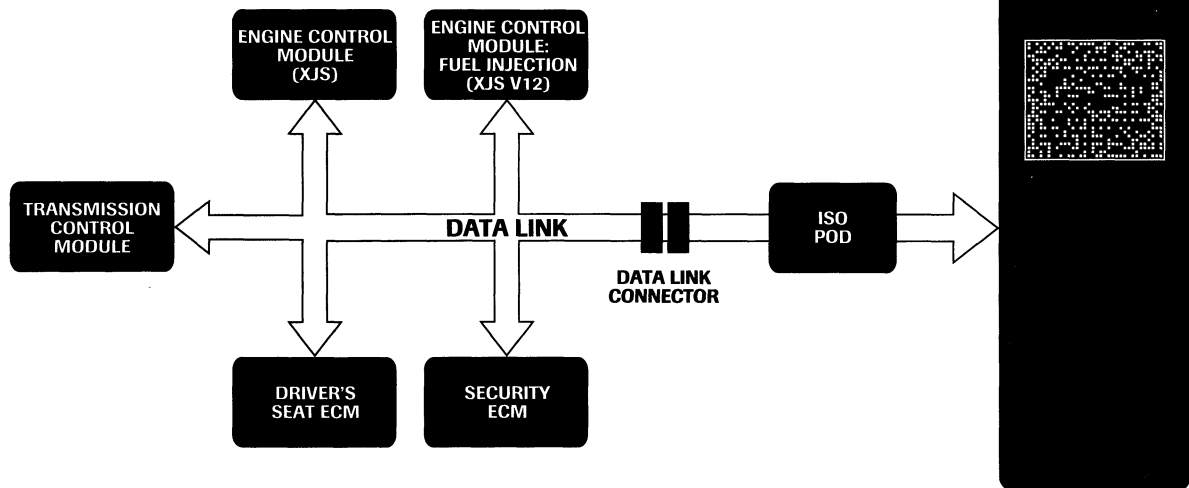 ENGINE CONTROL
MODULE
(XJS)
ENGINE CONTROL
MODULE:
FUEL INJECTION
(XJS V12)
TRANSMISSION
CONTROL
MODULE
DATA LINK
DATA LINK
CONNECTOR
ISO
POD
DRIVER'S
SEAT ECM
SECURITY
ECM